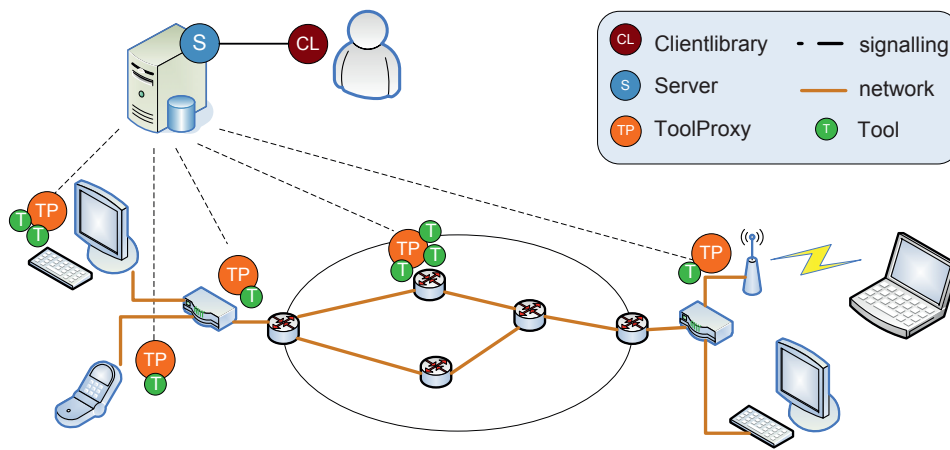 S
CL
CL Clientlibrary
signalling
S Server
network
TP ToolProxy
T Tool
TP
T
T
TP
T
TP
T
TP
T
T
T
TP
T